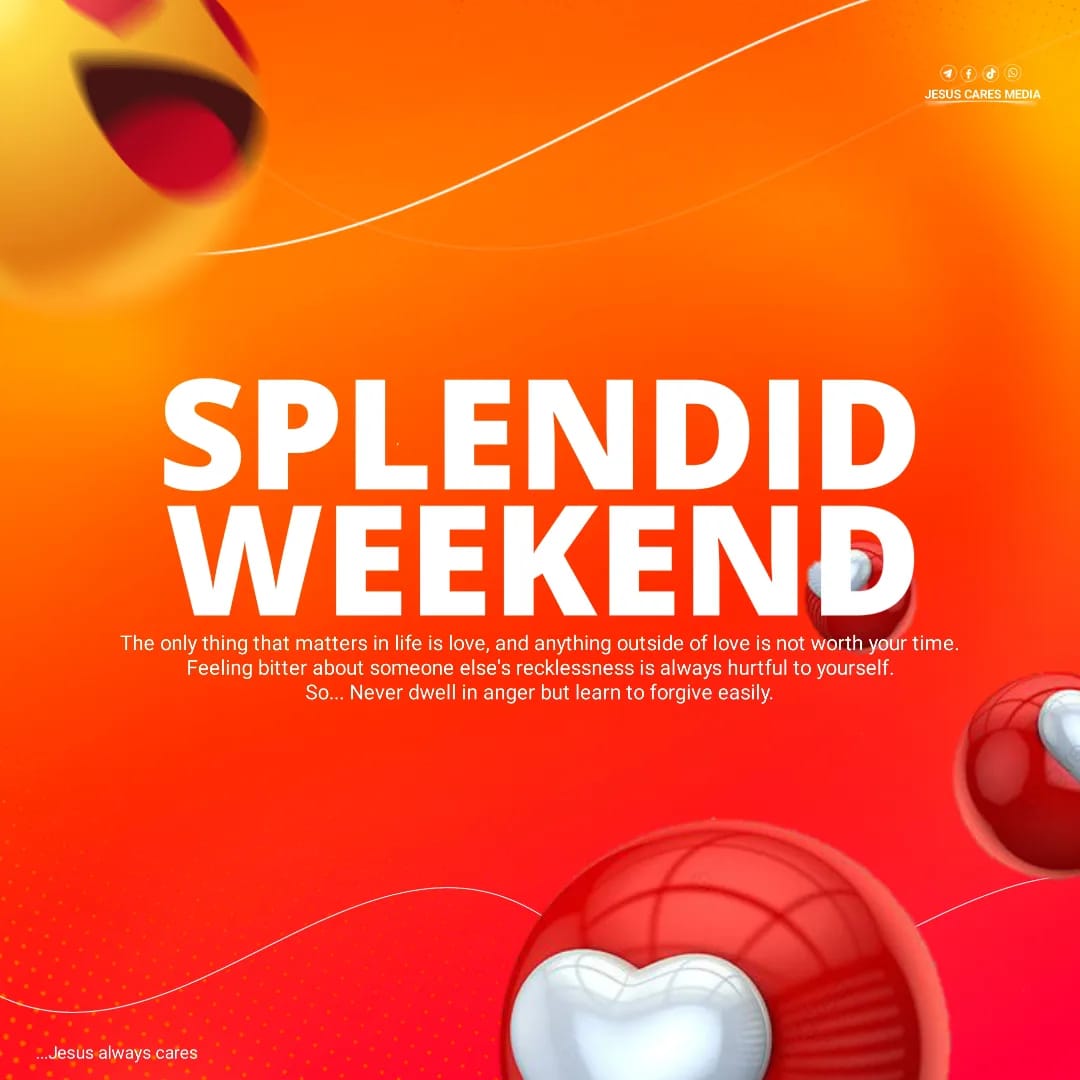 JESUS CARES MEDIA
SPLENDID
WEEKEND
The only thing that matters in life is love, and anything outside of love is not worth your time.
Feeling bitter about someone else's recklessness is always hurtful to yourself.
So... Never dwell in anger but learn to forgive easily.
...Jesus always cares